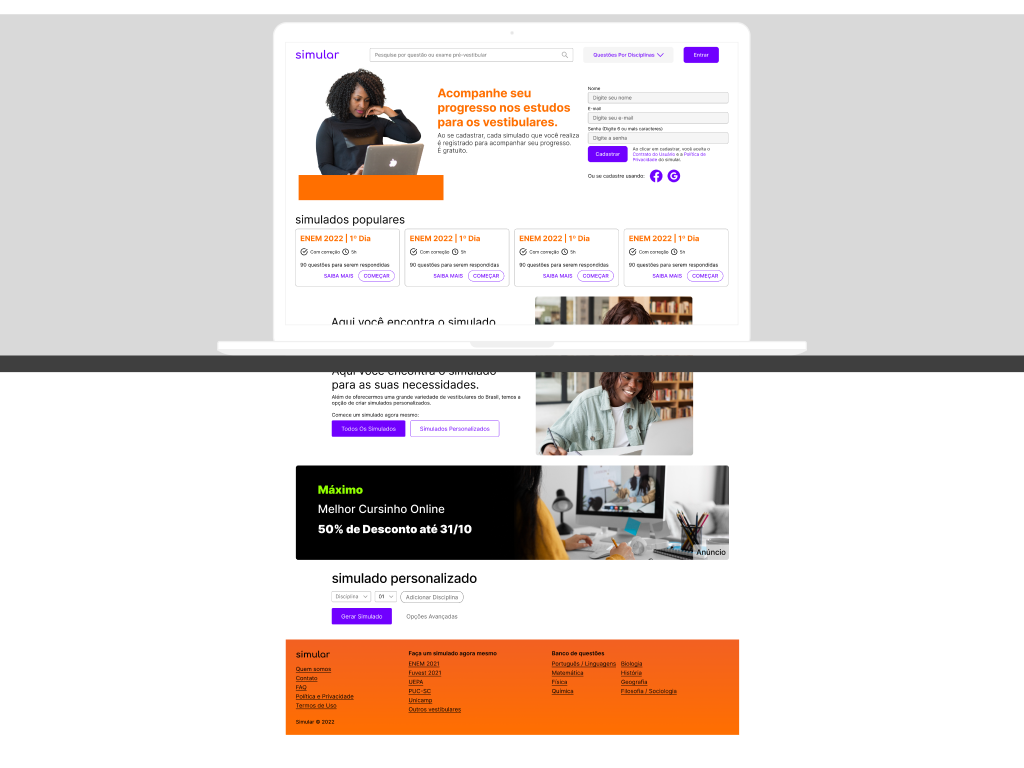 simular
Pesquise por questão ou exame pré-vestibular
Questões Por Disciplinas
Entrar
Acompanhe seu
progresso nos estudos
para os vestibulares.
Ao se cadastrar, cada simulado que você realiza
é registrado para acompanhar seu progresso.
É gratuito.
Nome
Digite seu nome
E-mail
Digite seu e-mail
Senha (Digite 6 ou mais caracteres)
Digite a senha
Cadastrar
Ao clicar em cadastrar, você aceita o
Contrato do Usuário e a Política de
Privacidade do simular.
Ou se cadastre usando:
simulados populares
ENEM 2022 | 1º Dia
Com correção 5h
90 questões para serem respondidas
SAIBA MAIS COMEÇAR
ENEM 2022 | 1º Dia
Com correção 5h
90 questões para serem respondidas
SAIBA MAIS COMEÇAR
ENEM 2022 | 1º Dia
Com correção 5h
90 questões para serem respondidas
SAIBA MAIS COMEÇAR
ENEM 2022 | 1º Dia
Com correção 5h
90 questões para serem respondidas
SAIBA MAIS COMEÇAR
Aqui você encontra o simulado
Aqui você encontra o simulado
para as suas necessidades.
Além de oferecermos uma grande variedade de vestibulares do Brasil, temos a
opção de criar simulados personalizados.
Comece um simulado agora mesmo:
Todos Os Simulados
Simulados Personalizados
Máximo
Melhor Cursinho Online
50% de Desconto até 31/10
Anúncio
simulado personalizado
Disciplina 01 Adicionar Disciplina
Gerar Simulado Opções Avançadas
simular
Quem somos
Contato
FAQ
Política e Privacidade
Termos de Uso
Simular © 2022
Faça um simulado agora mesmo
ENEM 2021
Fuvest 2021
UEPA
PUC-SC
Unicamp
Outros vestibulares
Banco de questões
Português / Linguagens
Matemática
Física
Química
Biologia
História
Geografia
Filosofia / Sociologia